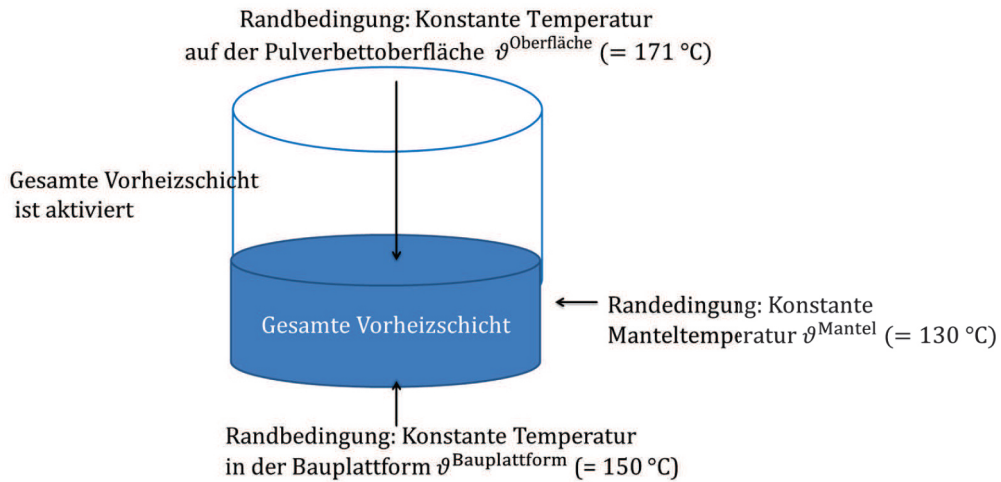 Randbedingung: Konstante Temperatur
auf der Pulverbettoberfläche ϑ^Oberfläche (= 171 °C)
Gesamte Vorheizschicht
ist aktiviert
Gesamte Vorheizschicht
Randedingung: Konstante
Manteltemperatur ϑ^Mantel (= 130 °C)
Randbedingung: Konstante Temperatur
in der Bauplattform ϑ^Bauplattform (= 150 °C)